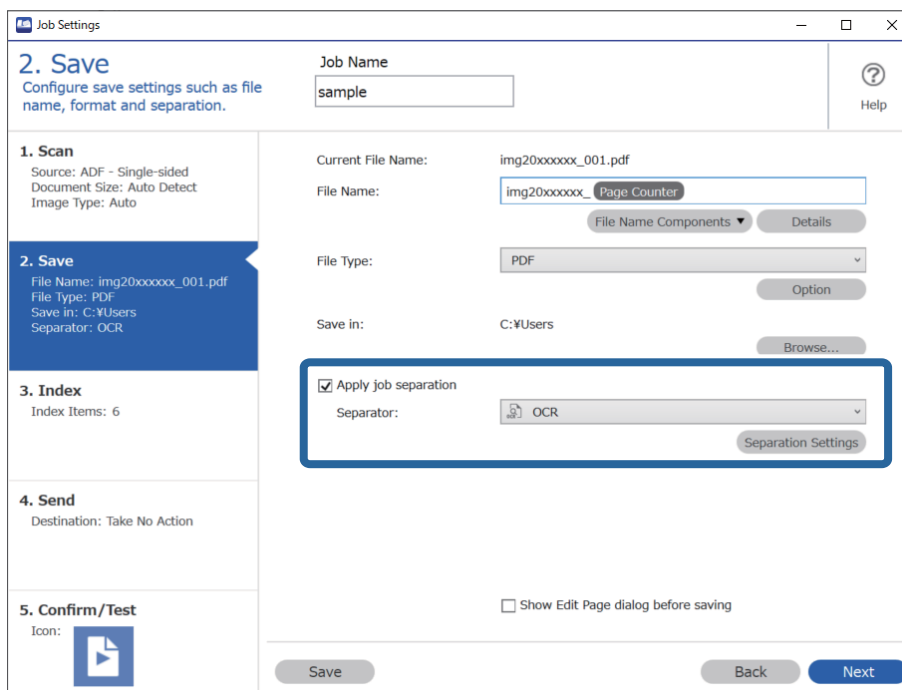 Job Settings
2. Save
Configure save settings such as file
name, format and separation.
Job Name
sample
Help
1. Scan
Source: ADF - Single-sided
Document Size: Auto Detect
Image Type: Auto
2. Save
File Name: img20xxxxxx_001.pdf
File Type: PDF
Save in: C:¥Users
Separator: OCR
3. Index
Index Items: 6
4. Send
Destination: Take No Action
5. Confirm/Test
Icon:
Current File Name: img20xxxxxx_001.pdf
File Name: img20xxxxxx_ Page Counter
File Name Components ▼ Details
File Type: PDF
Option
Save in: C:¥Users
Browse...
Apply job separation
Separator: OCR
Separation Settings
Show Edit Page dialog before saving
Save Back Next